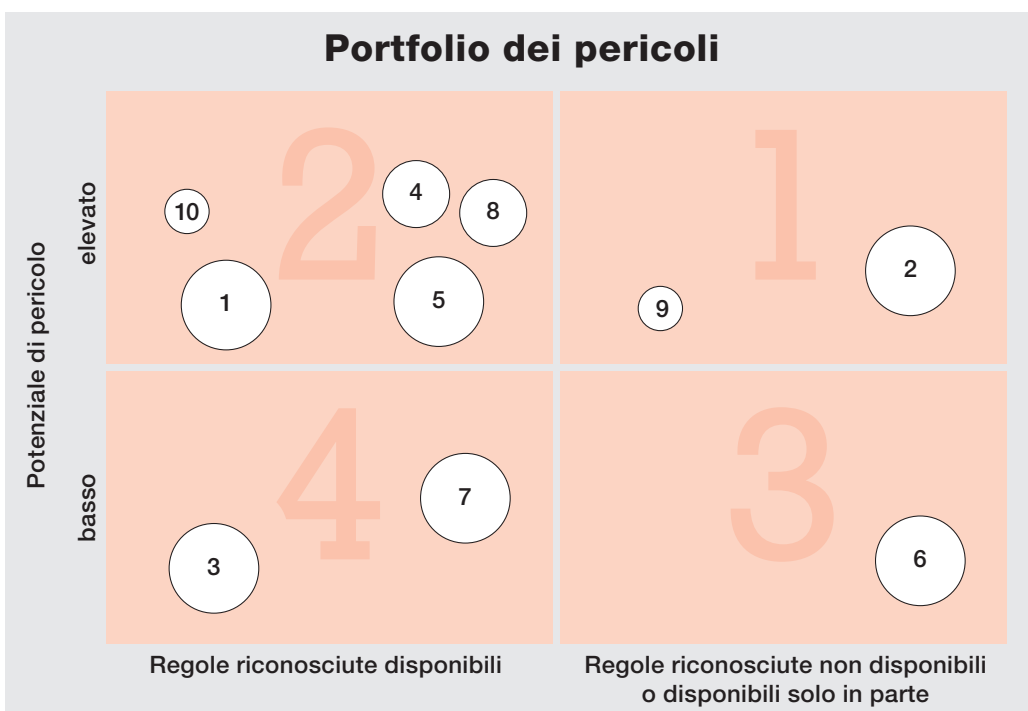 Portfolio dei pericoli
Potenziale di pericolo
elevato
2
10
4
8
1
5
1
9
2
basso
4
3
7
3
6
Regole riconosciute disponibili
Regole riconosciute non disponibili
o disponibili solo in parte